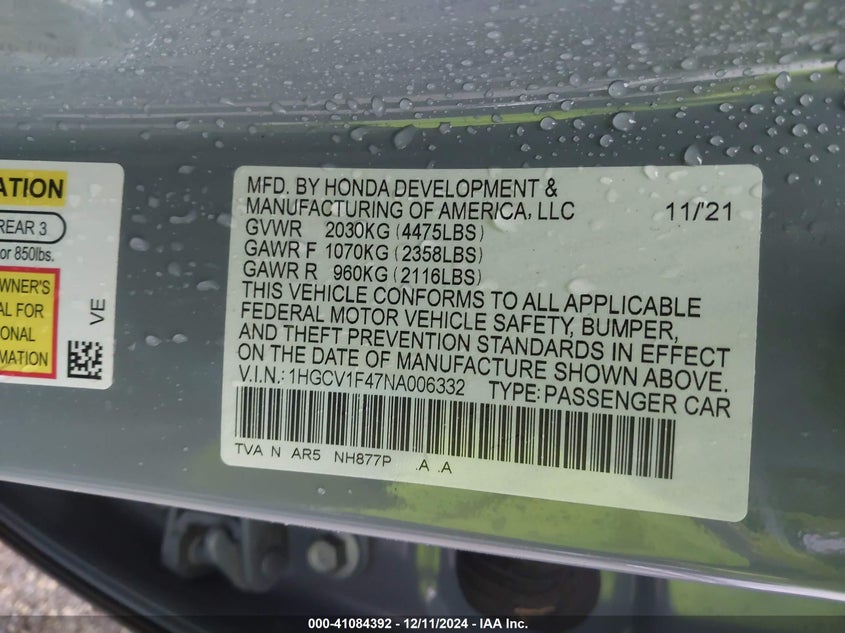 ATION
REAR 3
or 850lbs.
WNER'S
AL FOR
ONAL
MATION
VE
MFD. BY HONDA DEVELOPMENT &
MANUFACTURING OF AMERICA, LLC 11/'21
GVWR 2030KG (4475LBS)
GAWR F 1070KG (2358LBS)
GAWR R 960KG (2116LBS)
THIS VEHICLE CONFORMS TO ALL APPLICABLE
FEDERAL MOTOR VEHICLE SAFETY, BUMPER,
AND THEFT PREVENTION STANDARDS IN EFFECT
ON THE DATE OF MANUFACTURE SHOWN ABOVE.
V.I.N.: 1HGCV1F47NA006332 TYPE: PASSENGER CAR
TVA N AR5 NH877P .A .A
000-41084392 - 12/11/2024 - IAA Inc.